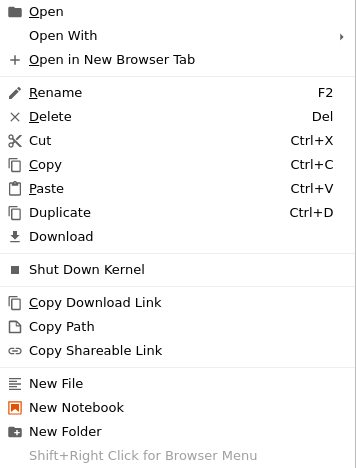 Open
Open With
Open in New Browser Tab
Rename F2
Delete Del
Cut Ctrl+X
Copy Ctrl+C
Paste Ctrl+V
Duplicate Ctrl+D
Download
Shut Down Kernel
Copy Download Link
Copy Path
Copy Shareable Link
New File
New Notebook
New Folder
Shift+Right Click for Browser Menu